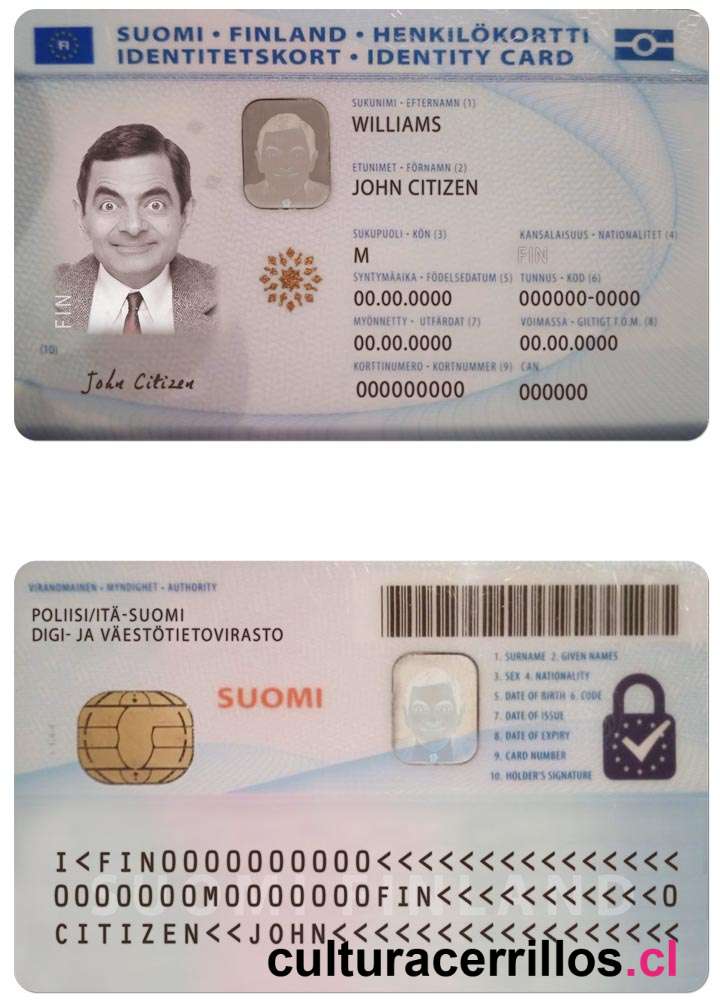 FI
SUOMI • FINLAND • HENKILÖKORTTI
IDENTITETSKORT • IDENTITY CARD
SUKUNIMI • EFTERNAMN (1)
WILLIAMS
ETUNIMET • FÖRNAMN (2)
JOHN CITIZEN
SUKUPUOLI • KÖN (3) KANSALAISUUS • NATIONALITET (4)
M FIN
SYNTYMÄAIKA • FÖDELSEDATUM (5) TUNNUS • KOD (6)
00.00.0000 000000-0000
MYÖNNETTY • UTFÄRDAT (7) VOIMASSA • GILTIGT T.O.M. (8)
00.00.0000 00.00.0000
KORTTINUMERO • KORTNUMMER (9) CAN
000000000 000000
FIN
(10)
John Citizen
VIRANOMAINEN • MYNDIGHET • AUTHORITY
POLIISI/ITÄ-SUOMI
DIGI- JA VÄESTÖTIETOVIRASTO
SUOMI
1. SURNAME 2. GIVEN NAMES
3. SEX 4. NATIONALITY
5. DATE OF BIRTH 6. CODE
7. DATE OF ISSUE
8. DATE OF EXPIRY
9. CARD NUMBER
10. HOLDER'S SIGNATURE
I<FIN0000000000<<<<<<<<<<<<<<<
0000000M0000000FIN<<<<<<<<<<<0
SUOMI FINLAND
CITIZEN<<JOHN<<<<<<<<<<<<<<<<<
culturacerrillos.cl